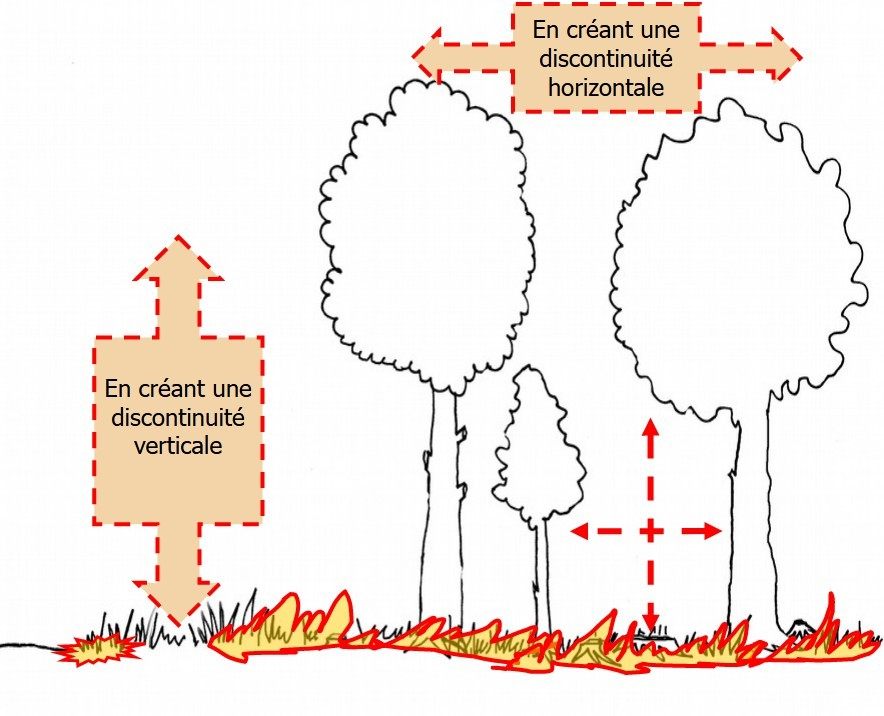 En créant une
discontinuité
horizontale
En créant une
discontinuité
verticale